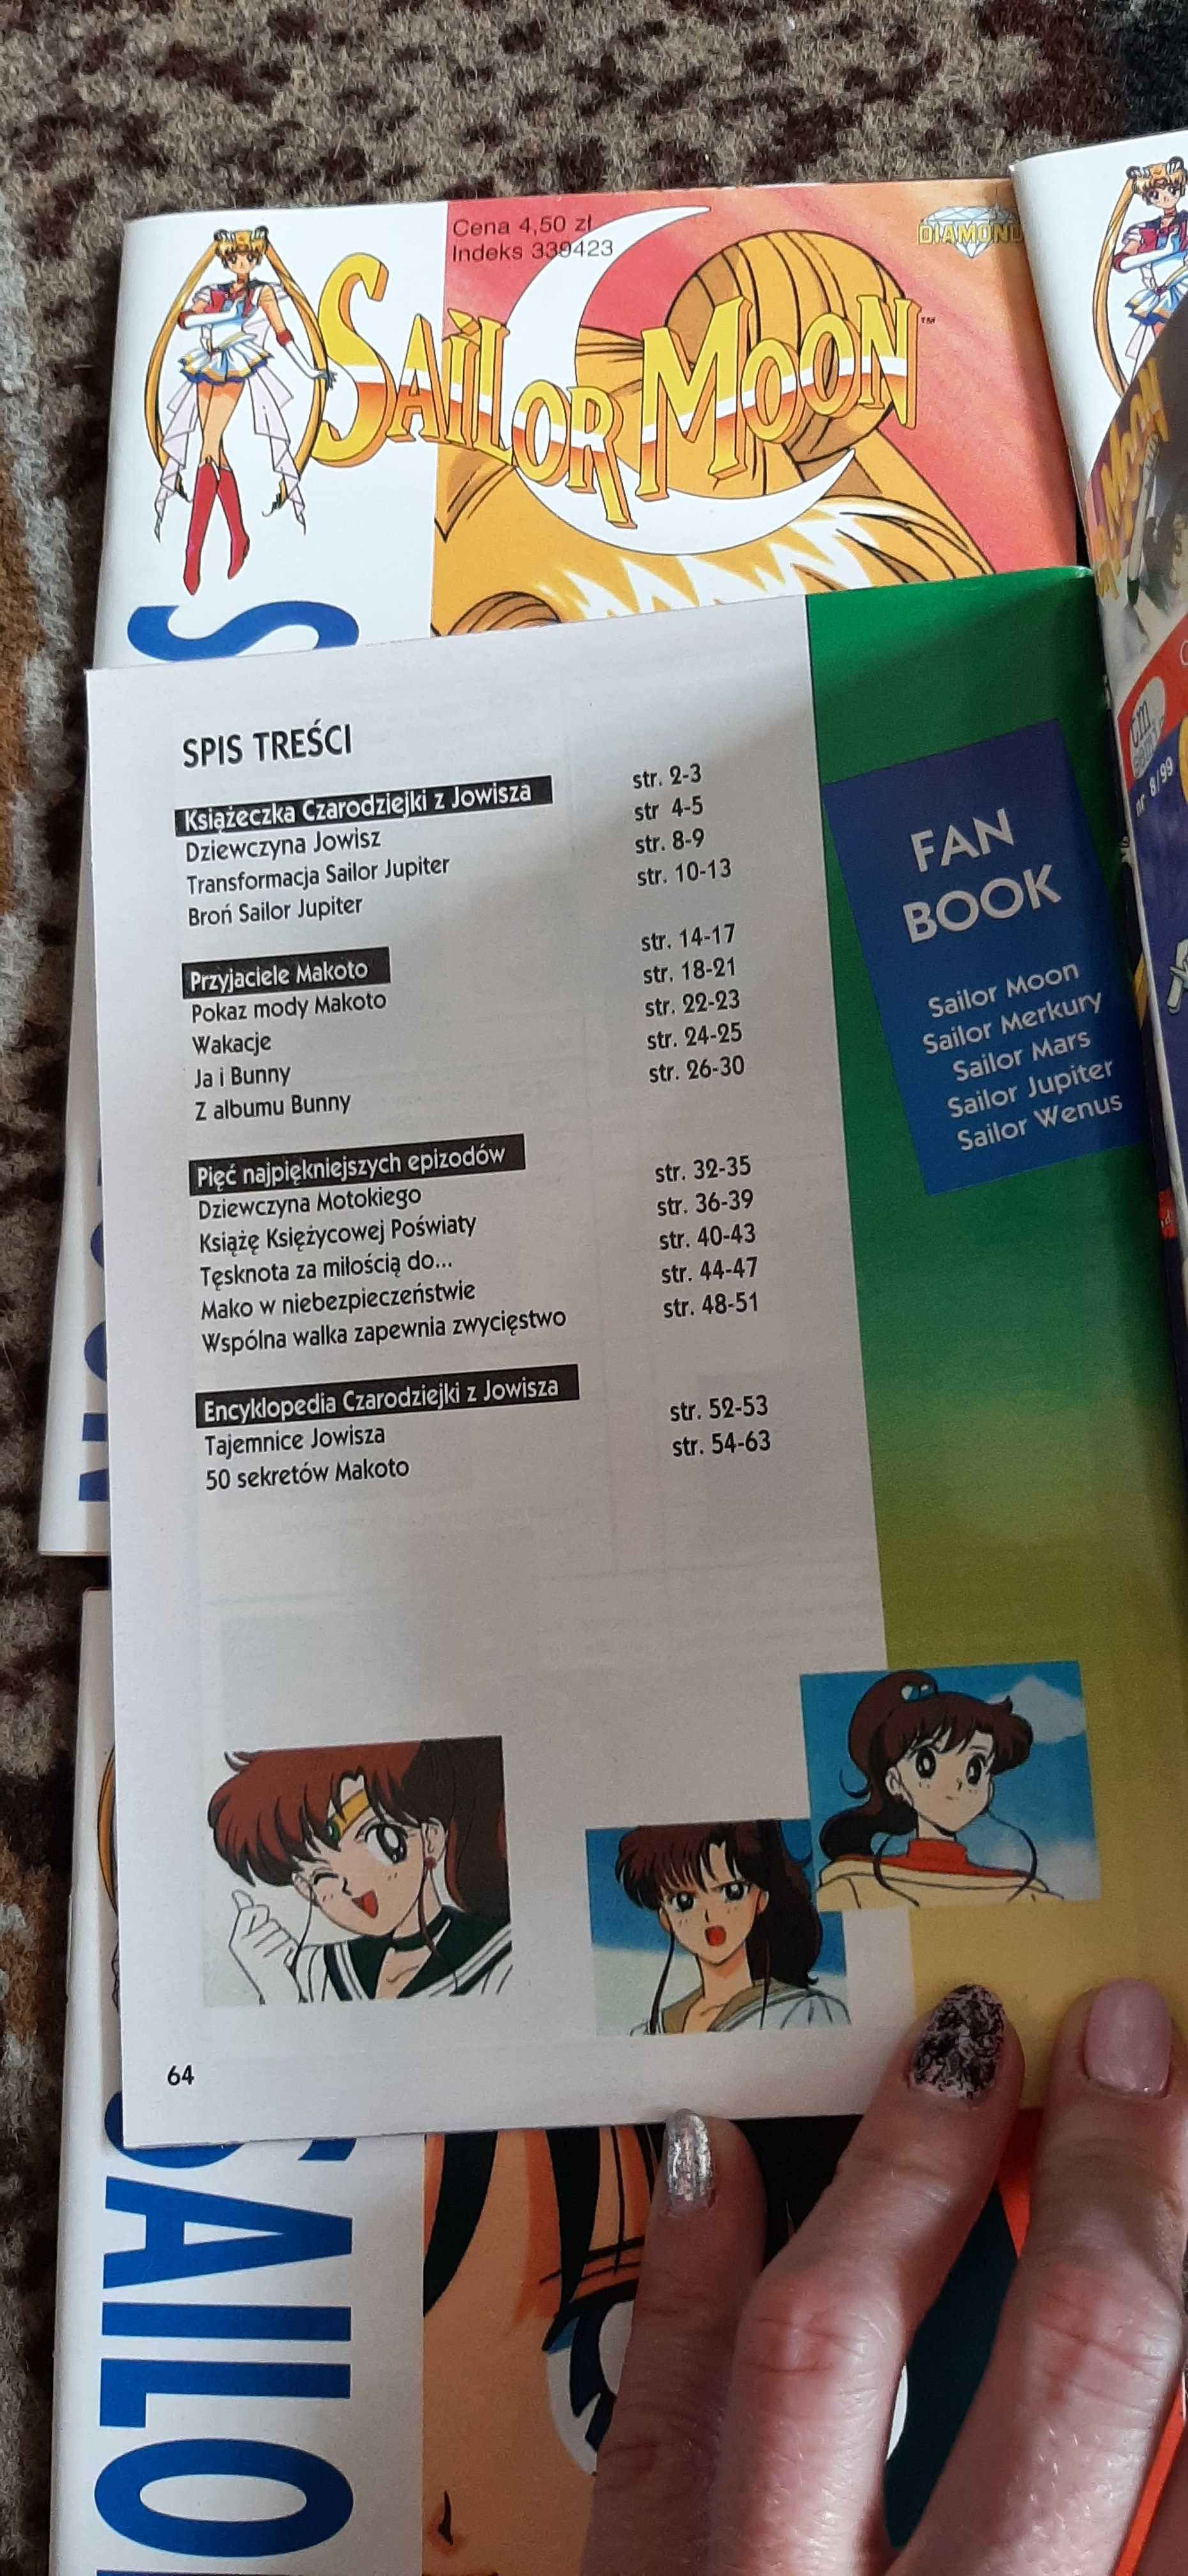 Cena 4,50 zł
Indeks 339423
DIAMOND
SAILOR MOON™
S
SPIS TREŚCI
Książeczka Czarodziejki z Jowisza str. 2-3
Dziewczyna Jowisz str 4-5
Transformacja Sailor Jupiter str. 8-9
Broń Sailor Jupiter str. 10-13
Przyjaciele Makoto str. 14-17
Pokaz mody Makoto str. 18-21
Wakacje str. 22-23
Ja i Bunny str. 24-25
Z albumu Bunny str. 26-30
Pięć najpiękniejszych epizodów
Dziewczyna Motokiego str. 32-35
Książę Księżycowej Poświaty str. 36-39
Tęsknota za miłością do... str. 40-43
Mako w niebezpieczeństwie str. 44-47
Wspólna walka zapewnia zwycięstwo str. 48-51
Encyklopedia Czarodziejki z Jowisza
Tajemnice Jowisza str. 52-53
50 sekretów Makoto str. 54-63
64
FAN
BOOK
Sailor Moon
Sailor Merkury
Sailor Mars
Sailor Jupiter
Sailor Wenus
MOON
tm
nr 8/99
SAILO